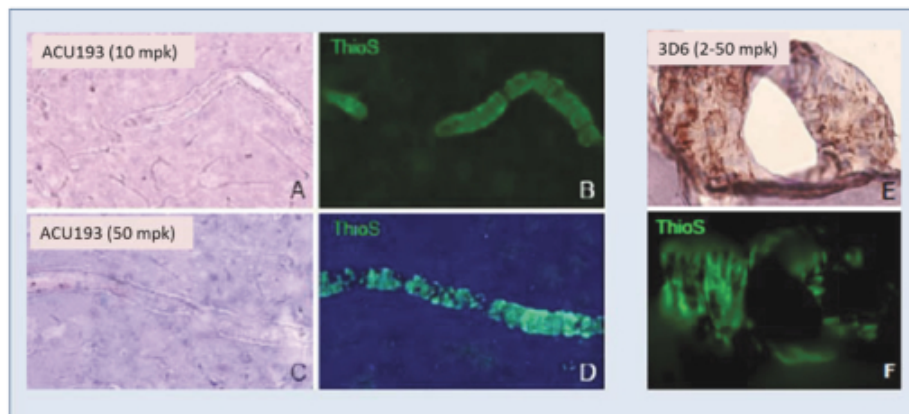 ACU193 (10 mpk)
A
ThioS
B
3D6 (2-50 mpk)
E
ACU193 (50 mpk)
C
ThioS
D
ThioS
F